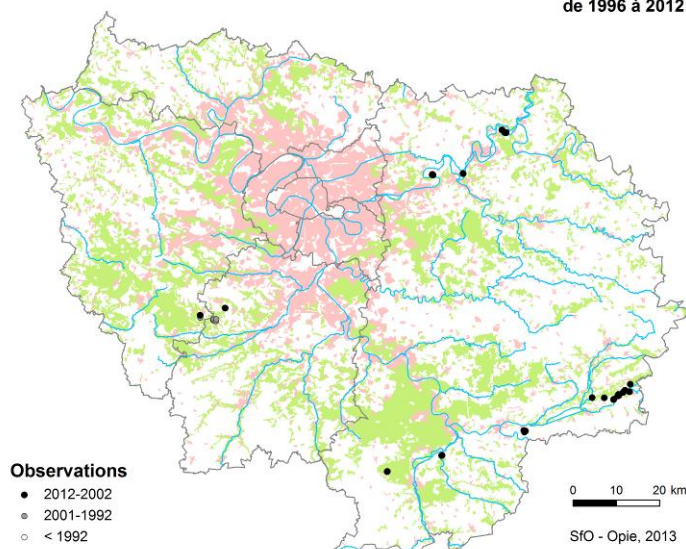 de 1996 à 2012
Observations
2012-2002
2001-1992
< 1992
0 10 20 km
SfO - Opie, 2013